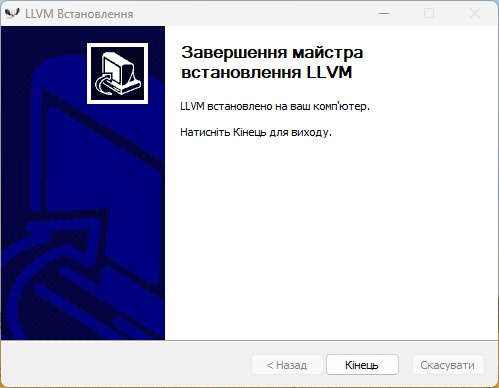 LLVM Встановлення
Завершення майстра
встановлення LLVM
LLVM встановлено на ваш комп'ютер.
Натисніть Кінець для виходу.
< Назад
Кінець
Скасувати